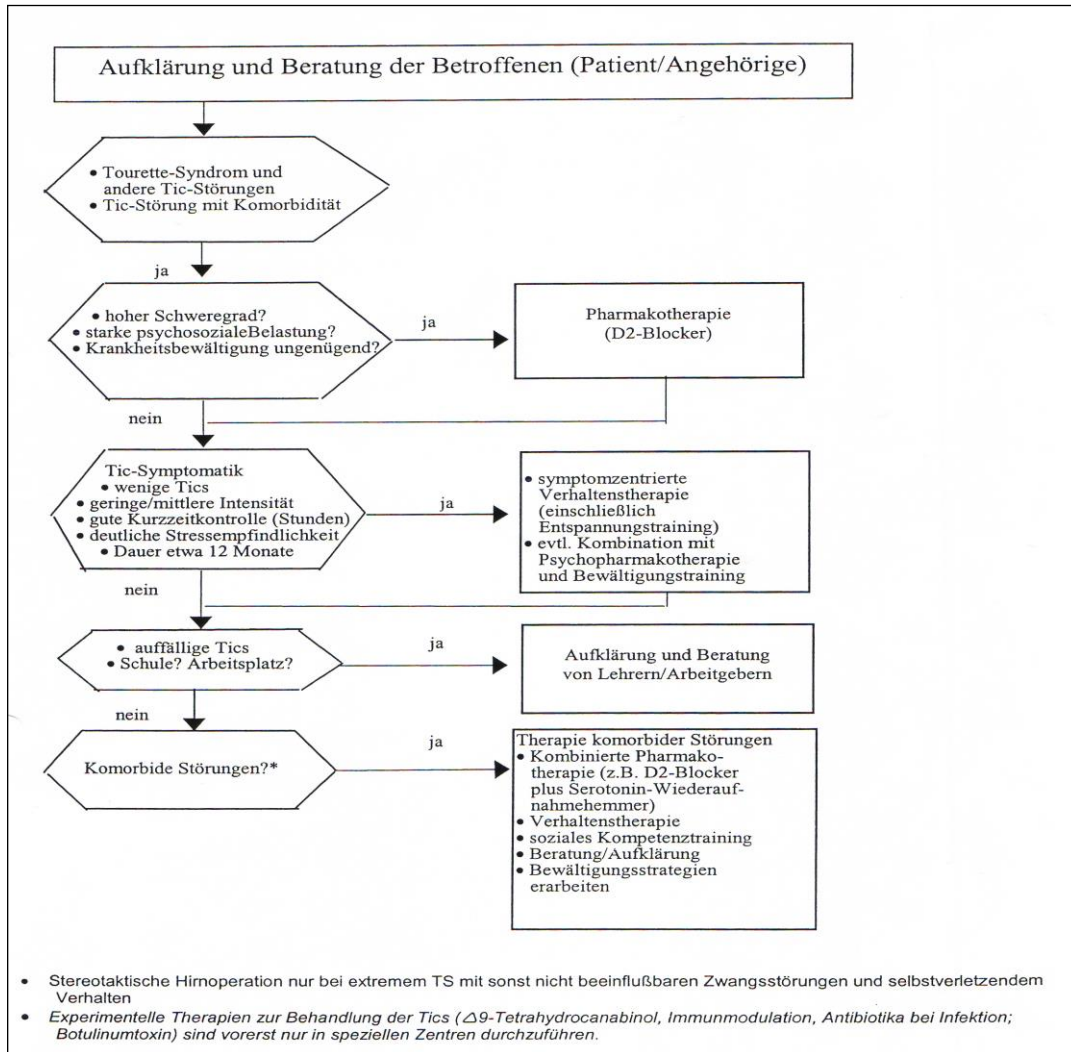 Aufklärung und Beratung der Betroffenen (Patient/Angehörige)
• Tourette-Syndrom und
andere Tic-Störungen
• Tic-Störung mit Komorbidität
ja
• hoher Schweregrad?
• starke psychosozialeBelastung?
• Krankheitsbewältigung ungenügend?
ja
Pharmakotherapie
(D2-Blocker)
nein
Tic-Symptomatik
• wenige Tics
• geringe/mittlere Intensität
• gute Kurzzeitkontrolle (Stunden)
• deutliche Stressempfindlichkeit
• Dauer etwa 12 Monate
ja
• symptomzentrierte
Verhaltenstherapie
(einschließlich
Entspannungstraining)
• evtl. Kombination mit
Psychopharmakotherapie
und Bewältigungstraining
nein
• auffällige Tics
• Schule? Arbeitsplatz?
ja
Aufklärung und Beratung
von Lehrern/Arbeitgebern
nein
Komorbide Störungen?*
ja
Therapie komorbider Störungen
• Kombinierte Pharmako-
therapie (z.B. D2-Blocker
plus Serotonin-Wiederauf-
nahmehemmer)
• Verhaltenstherapie
• soziales Kompetenztraining
• Beratung/Aufklärung
• Bewältigungsstrategien
erarbeiten
• Stereotaktische Hirnoperation nur bei extremem TS mit sonst nicht beeinflußbaren Zwangsstörungen und selbstverletzendem
Verhalten
• Experimentelle Therapien zur Behandlung der Tics (Δ9-Tetrahydrocanabinol, Immunmodulation, Antibiotika bei Infektion;
Botulinumtoxin) sind vorerst nur in speziellen Zentren durchzuführen.